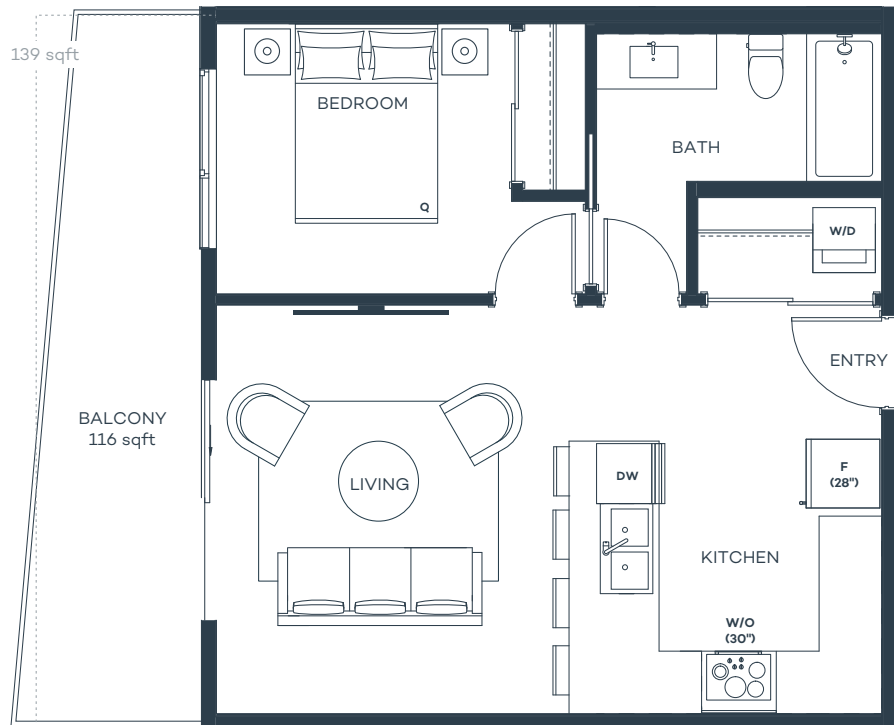 139 sqft
BEDROOM
Q
BATH
W/D
ENTRY
BALCONY
116 sqft
LIVING
DW
F
(28")
KITCHEN
W/O
(30")